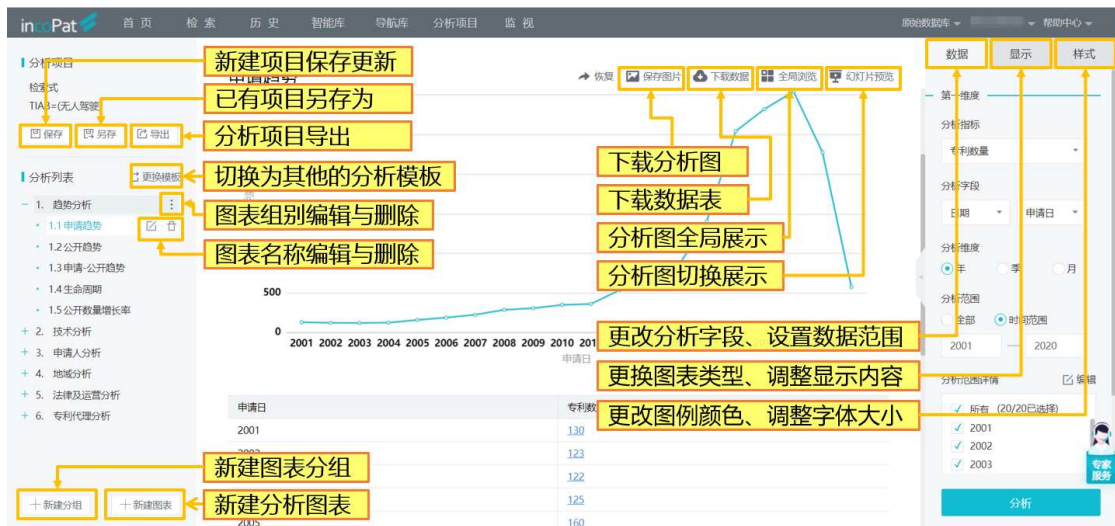 incoPat 首页 检索 历史 智能库 导航库 分析项目 监视 原始数据库 帮助中心
分析项目
检索式
TIAB=(无人驾驶
保存 另存 导出
分析列表 更换模板
1. 趋势分析
1.1 申请趋势
1.2 公开趋势
1.3 申请-公开趋势
1.4 生命周期
1.5 公开数量增长率
2. 技术分析
3. 申请人分析
4. 地域分析
5. 法律及运营分析
6. 专利代理分析
新建分组 新建图表
新建项目保存更新
已有项目另存为
分析项目导出
切换为其他的分析模板
图表组别编辑与删除
图表名称编辑与删除
新建图表分组
新建分析图表
申请趋势
恢复 保存图片 下载数据 全局浏览 幻灯片预览
下载分析图
下载数据表
分析图全局展示
分析图切换展示
更改分析字段、设置数据范围
更换图表类型、调整显示内容
更改图例颜色、调整字体大小
500
0
2001 2002 2003 2004 2005 2006 2007 2008 2009 2010 201
申请日
申请日 专利数
2001 130
123
122
125
2005 160
数据 显示 样式
第一维度
分析指标
专利数量
分析字段
日期 申请日
分析维度
年 季 月
分析范围
全部 时间范围
2001 — 2020
分析范围详情 编辑
所有 (20/20已选择)
2001
2002
2003
专家
服务
分析